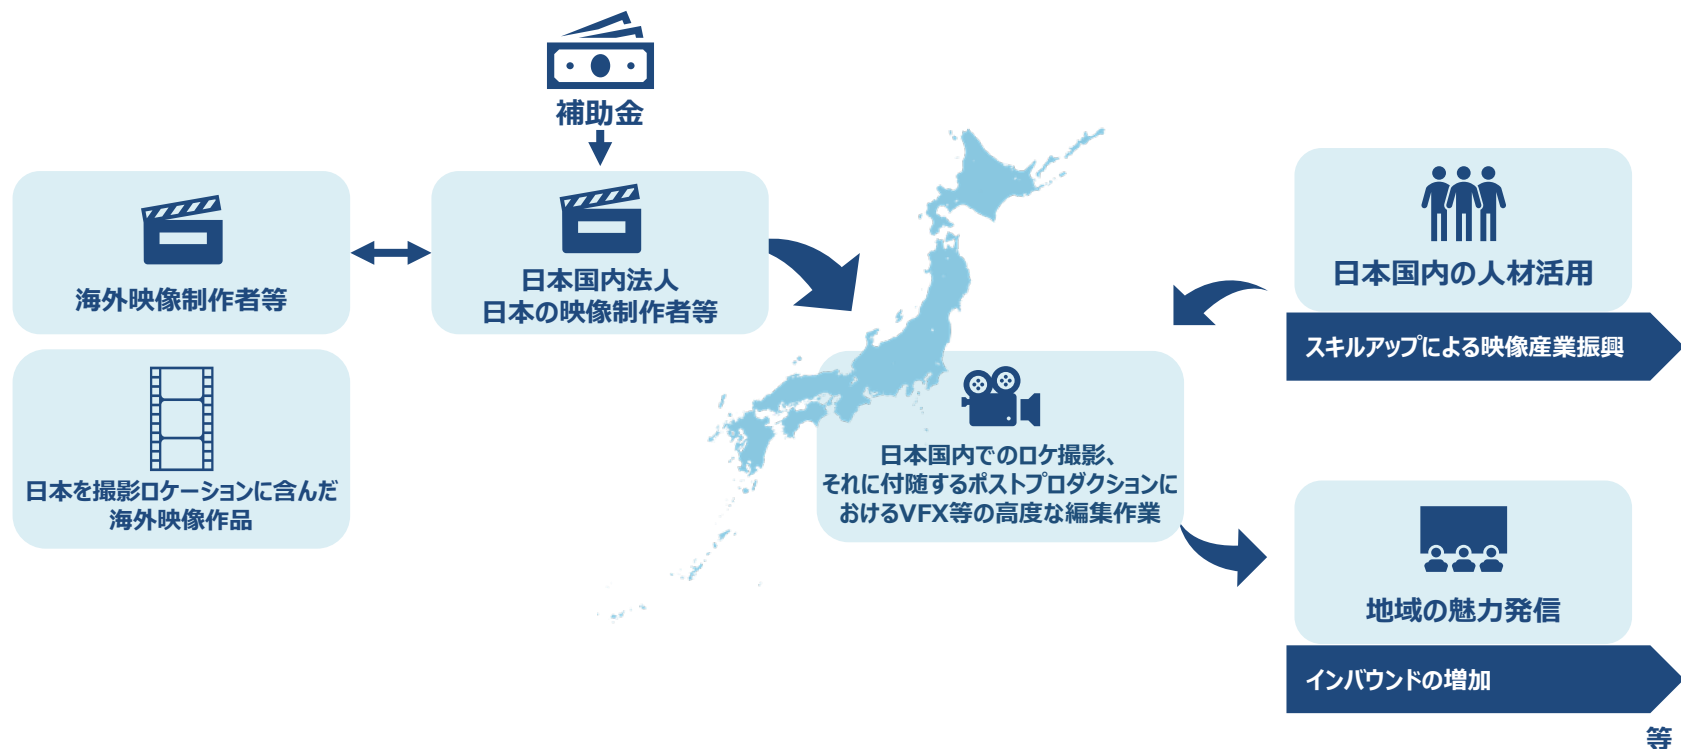 補助金
海外映像制作者等
日本国内法人
日本の映像制作者等
日本を撮影ロケーションに含んだ
海外映像作品
日本国内でのロケ撮影、
それに付随するポストプロダクションに
おけるVFX等の高度な編集作業
日本国内の人材活用
スキルアップによる映像産業振興
地域の魅力発信
インバウンドの増加
等